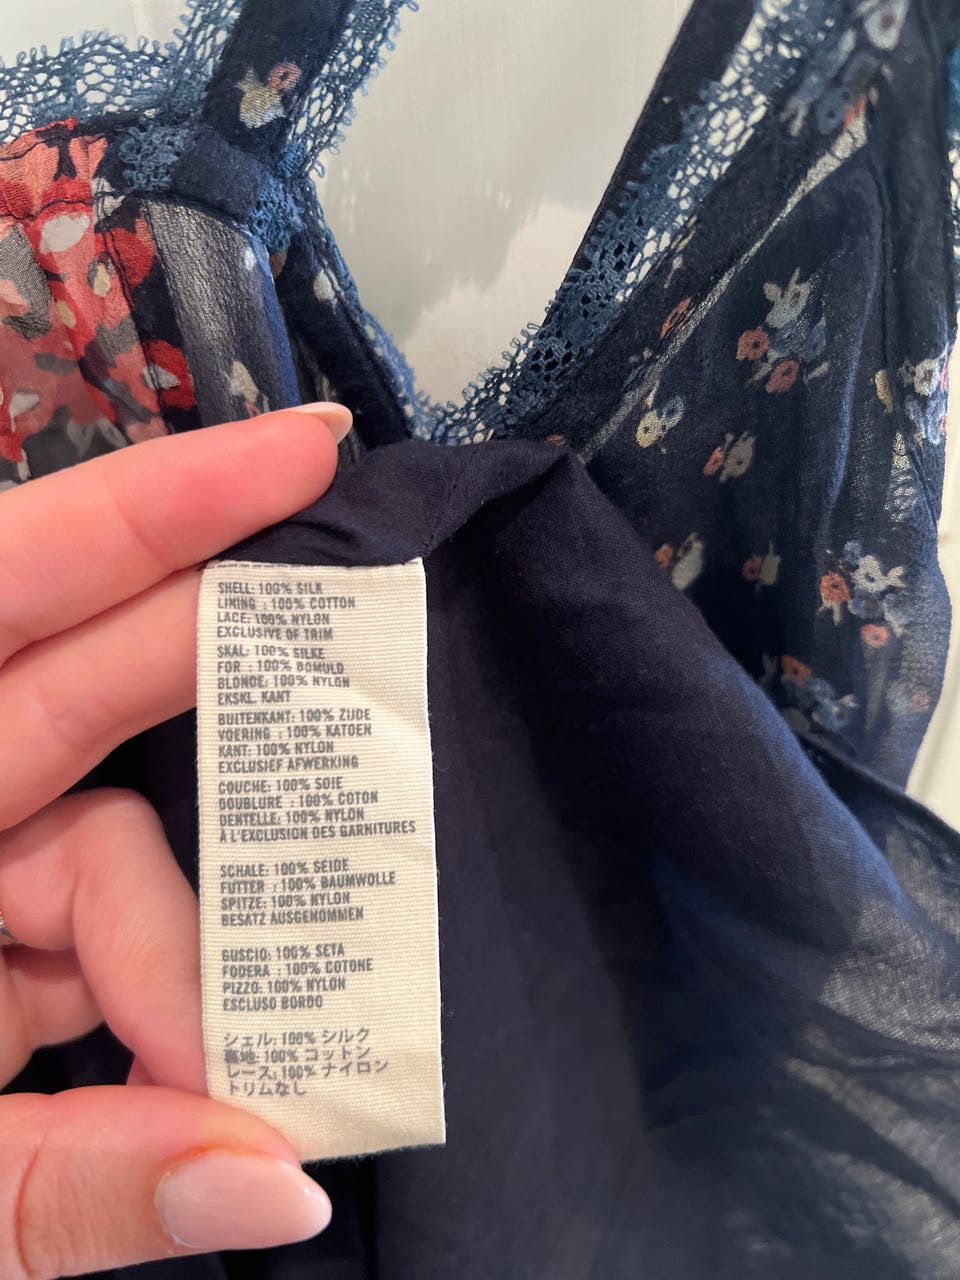 SHELL: 100% SILK
LINING : 100% COTTON
LACE: 100% NYLON
EXCLUSIVE OF TRIM
SKAL: 100% SILKE
FOR : 100% BOMULD
BLONDE: 100% NYLON
EKSKL. KANT
BUITENKANT: 100% ZIJDE
VOERING : 100% KATOEN
KANT: 100% NYLON
EXCLUSIEF AFWERKING
COUCHE: 100% SOIE
DOUBLURE : 100% COTON
DENTELLE: 100% NYLON
À L'EXCLUSION DES GARNITURES
SCHALE: 100% SEIDE
FUTTER : 100% BAUMWOLLE
SPITZE: 100% NYLON
BESATZ AUSGENOMMEN
GUSCIO: 100% SETA
FODERA : 100% COTONE
PIZZO: 100% NYLON
ESCLUSO BORDO
シェル: 100% シルク
裏地: 100% コットン
レース: 100% ナイロン
トリムなし